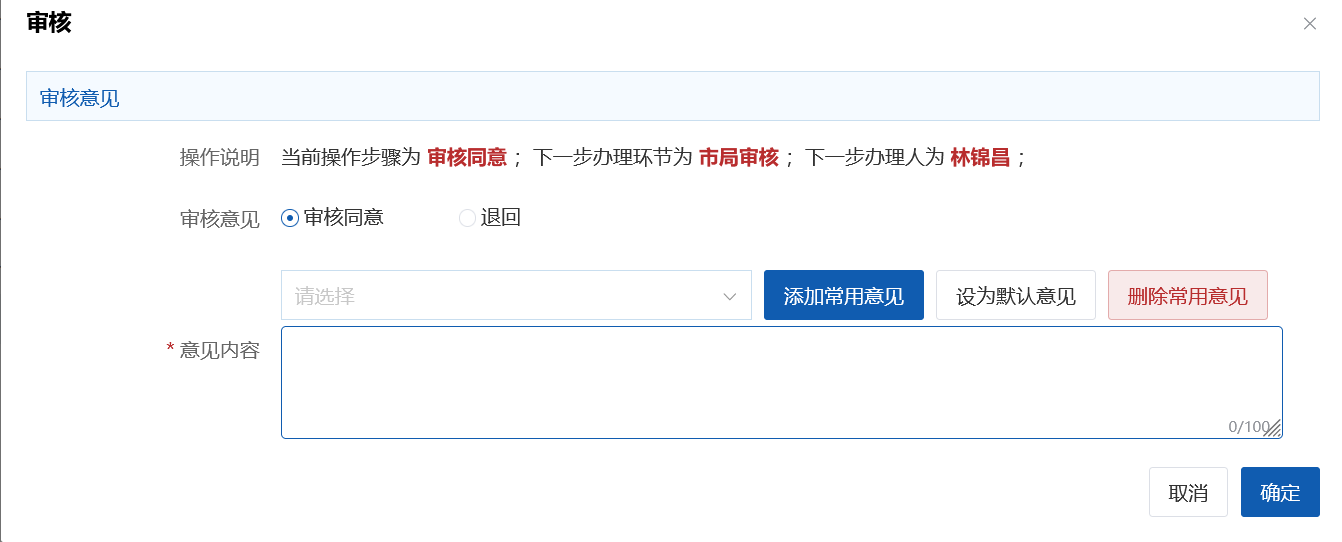 审核
审核意见
操作说明 当前操作步骤为 审核同意 ； 下一步办理环节为 市局审核 ； 下一步办理人为 林锦昌 ；
审核意见 审核同意 退回
请选择 添加常用意见 设为默认意见 删除常用意见
* 意见内容
0/100
取消 确定